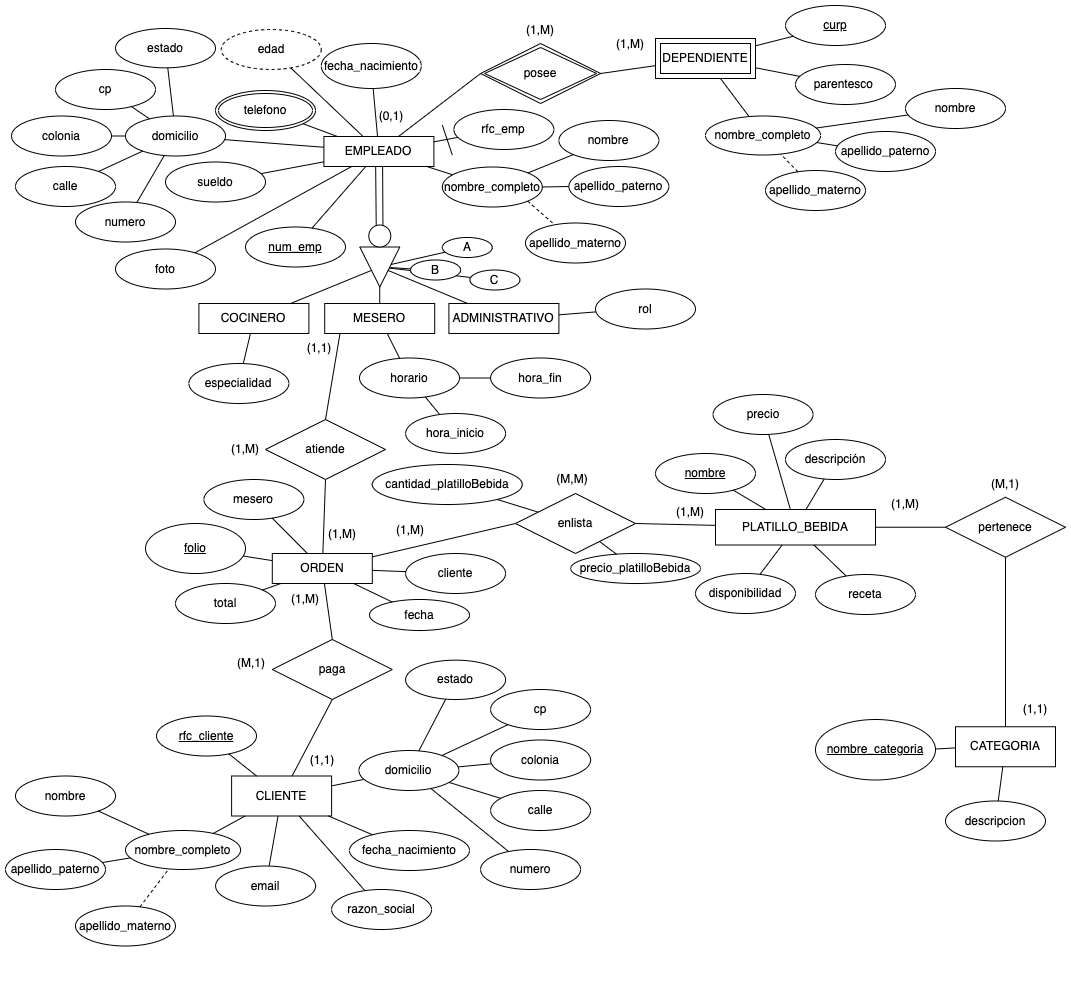 (1,M)
curp
estado
edad
fecha_nacimiento
(1,M)
DEPENDIENTE
posee
cp
parentesco
telefono
(0,1)
nombre
colonia
domicilio
rfc_emp
nombre
nombre_completo
EMPLEADO
apellido_paterno
calle
sueldo
nombre_completo
apellido_paterno
apellido_materno
numero
num_emp
apellido_materno
foto
A
B
C
COCINERO
MESERO
ADMINISTRATIVO
rol
(1,1)
especialidad
horario
hora_fin
precio
hora_inicio
(1,M)
atiende
descripción
nombre
cantidad_platilloBebida
(M,M)
(M,1)
mesero
(1,M)
(1,M)
(1,M)
enlista
PLATILLO_BEBIDA
pertenece
(1,M)
folio
ORDEN
cliente
precio_platilloBebida
disponibilidad
receta
total
(1,M)
fecha
(M,1)
paga
estado
cp
(1,1)
rfc_cliente
nombre_categoria
CATEGORIA
(1,1)
domicilio
colonia
nombre
CLIENTE
calle
descripcion
nombre_completo
fecha_nacimiento
apellido_paterno
numero
email
razon_social
apellido_materno